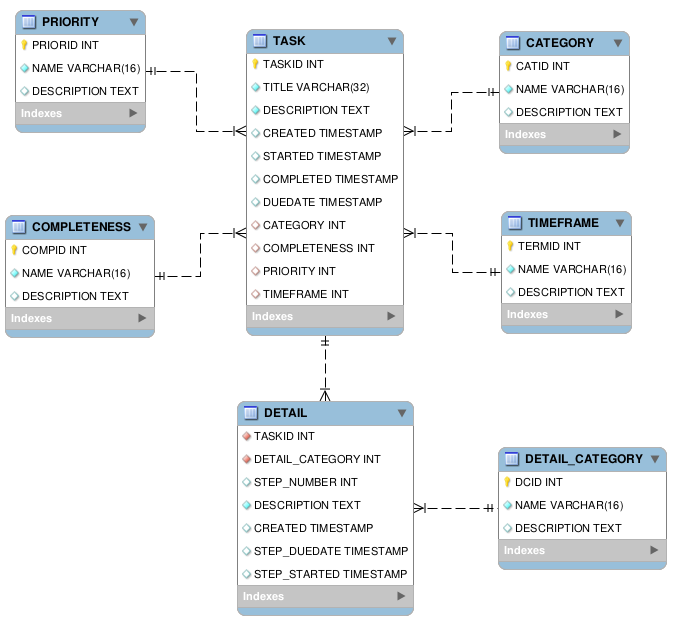 PRIORITY
PRIORID INT
NAME VARCHAR(16)
DESCRIPTION TEXT
Indexes
TASK
TASKID INT
TITLE VARCHAR(32)
DESCRIPTION TEXT
CREATED TIMESTAMP
STARTED TIMESTAMP
COMPLETED TIMESTAMP
DUEDATE TIMESTAMP
CATEGORY INT
COMPLETENESS INT
PRIORITY INT
TIMEFRAME INT
Indexes
CATEGORY
CATID INT
NAME VARCHAR(16)
DESCRIPTION TEXT
Indexes
COMPLETENESS
COMPID INT
NAME VARCHAR(16)
DESCRIPTION TEXT
Indexes
TIMEFRAME
TERMID INT
NAME VARCHAR(16)
DESCRIPTION TEXT
Indexes
DETAIL
TASKID INT
DETAIL_CATEGORY INT
STEP_NUMBER INT
DESCRIPTION TEXT
CREATED TIMESTAMP
STEP_DUEDATE TIMESTAMP
STEP_STARTED TIMESTAMP
Indexes
DETAIL_CATEGORY
DCID INT
NAME VARCHAR(16)
DESCRIPTION TEXT
Indexes